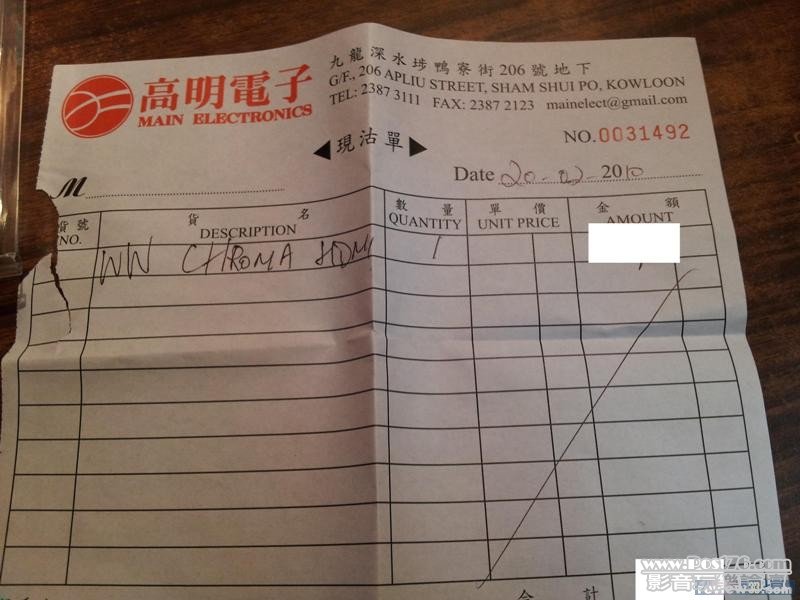 高明電子
MAIN ELECTRONICS
九龍深水埗鴨寮街206號地下
G/F., 206 APLIU STREET, SHAM SHUI PO, KOWLOON
TEL: 2387 3111 FAX: 2387 2123 mainelect@gmail.com
◀現沽單▶
NO.0031492
M
Date 20-02-2010
貨號 貨名 數量 單價 金額
NO. DESCRIPTION QUANTITY UNIT PRICE AMOUNT
WW CHROMA HDMI 1
合計
www.Post76.com
影音玩樂論壇